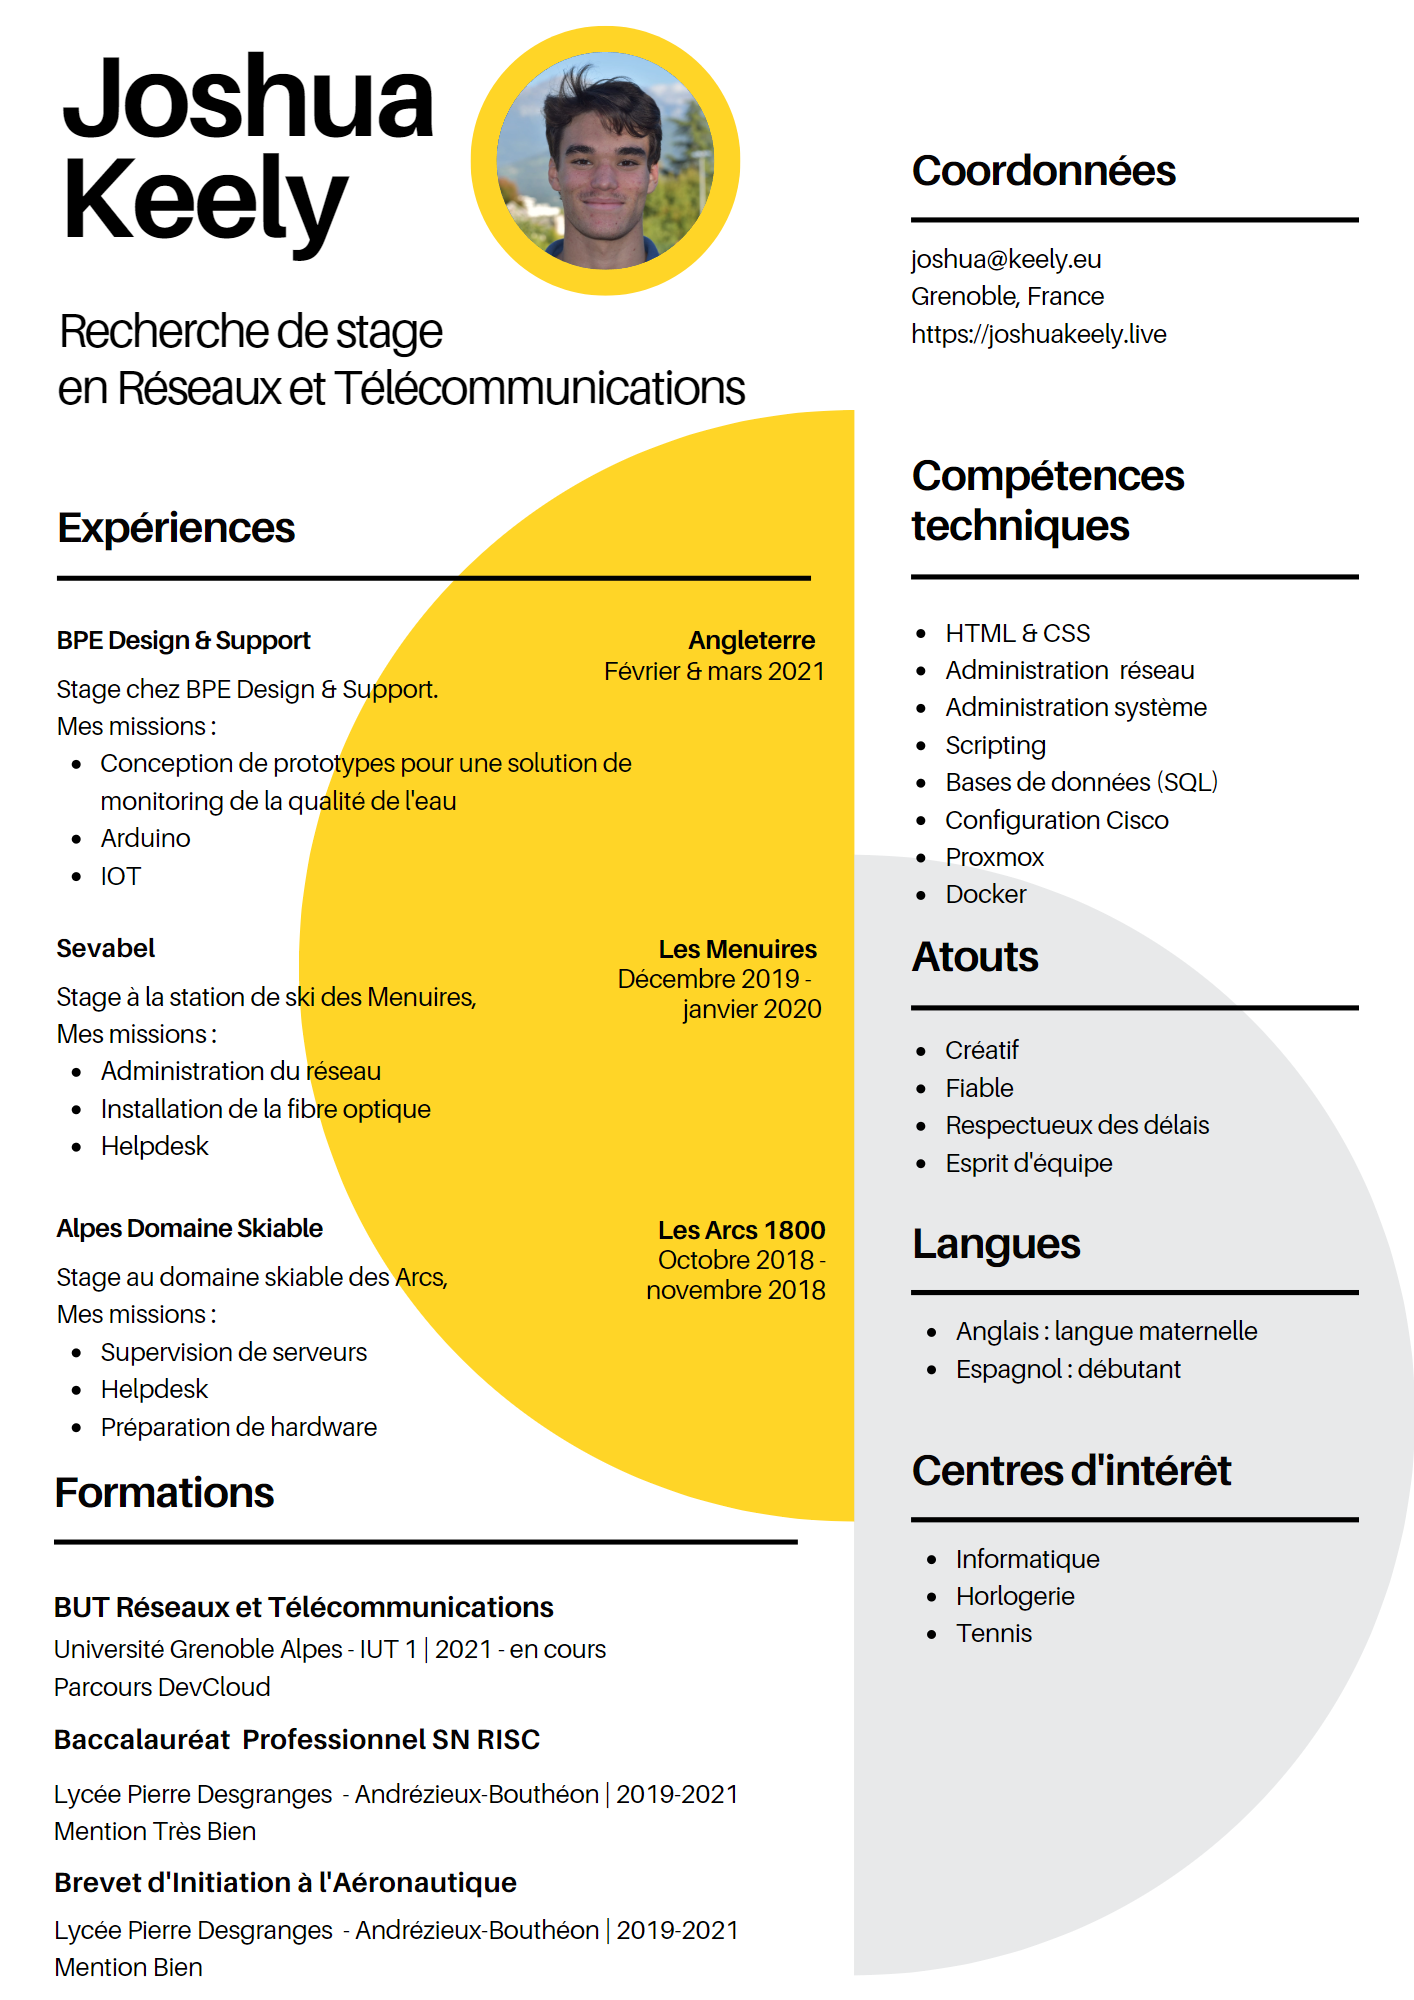 Joshua
Keely
Recherche de stage
en Réseaux et Télécommunications
Expériences
BPE Design & Support
Angleterre
Février & mars 2021
Stage chez BPE Design & Support.
Mes missions :
• Conception de prototypes pour une solution de
monitoring de la qualité de l'eau
• Arduino
• IOT
Sevabel
Les Menuires
Décembre 2019 -
janvier 2020
Stage à la station de ski des Menuires,
Mes missions :
• Administration du réseau
• Installation de la fibre optique
• Helpdesk
Alpes Domaine Skiable
Les Arcs 1800
Octobre 2018 -
novembre 2018
Stage au domaine skiable des Arcs,
Mes missions :
• Supervision de serveurs
• Helpdesk
• Préparation de hardware
Formations
BUT Réseaux et Télécommunications
Université Grenoble Alpes - IUT 1 | 2021 - en cours
Parcours DevCloud
Baccalauréat  Professionnel SN RISC
Lycée Pierre Desgranges  - Andrézieux-Bouthéon | 2019-2021
Mention Très Bien
Brevet d'Initiation à l'Aéronautique
Lycée Pierre Desgranges  - Andrézieux-Bouthéon | 2019-2021
Mention Bien
Coordonnées
joshua@keely.eu
Grenoble, France
https://joshuakeely.live
Compétences
techniques
• HTML & CSS
• Administration  réseau
• Administration système
• Scripting
• Bases de données (SQL)
• Configuration Cisco
• Proxmox
• Docker
Atouts
• Créatif
• Fiable
• Respectueux des délais
• Esprit d'équipe
Langues
• Anglais : langue maternelle
• Espagnol : débutant
Centres d'intérêt
• Informatique
• Horlogerie
• Tennis